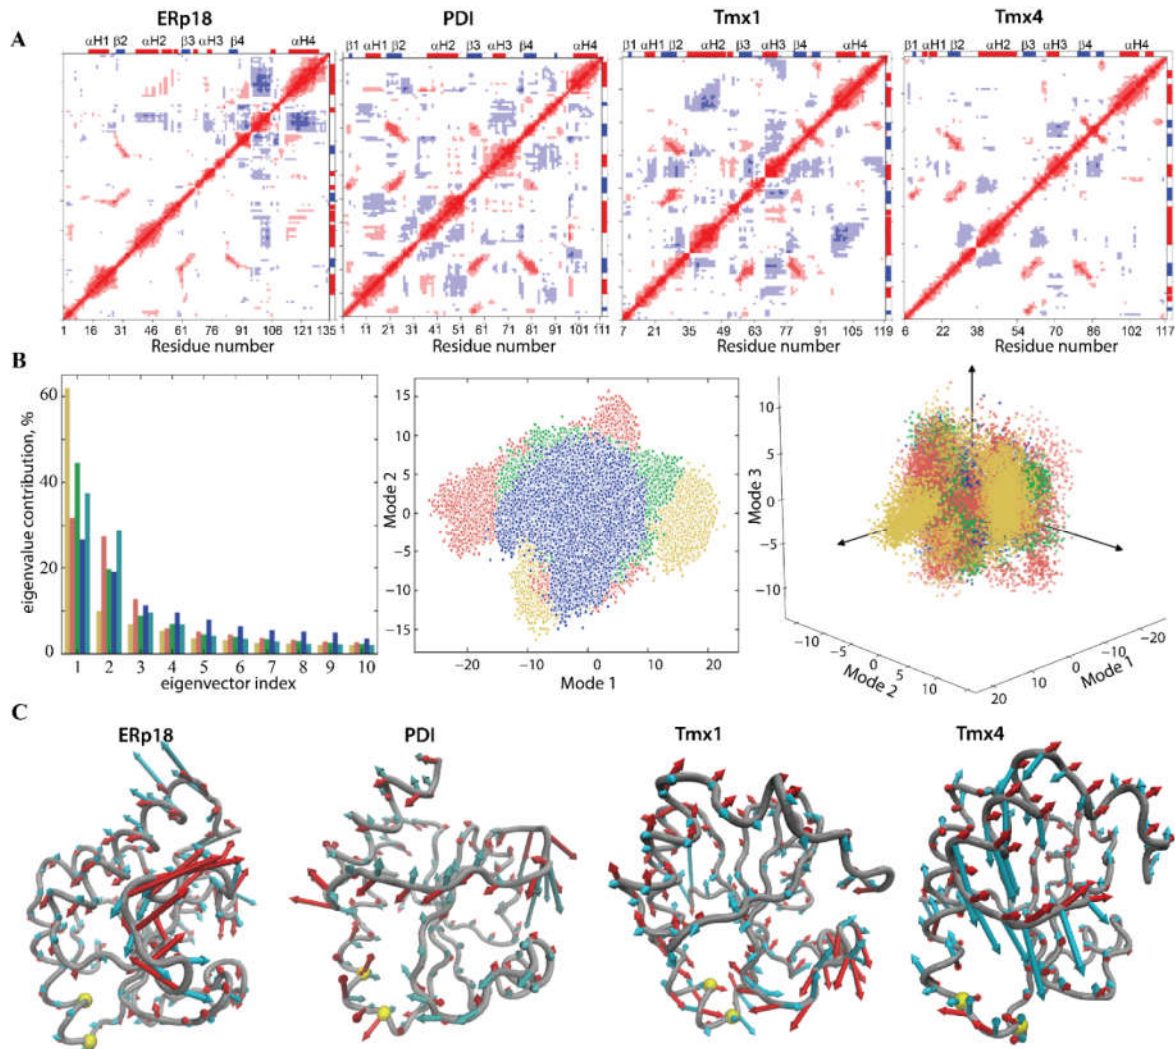 ERp18 PDI Tmx1 Tmx4
A
αH1 β2 αH2 β3 αH3 β4 αH4
β1 αH1 β2 αH2 β3 αH3 β4 αH4
β1 αH1 β2 αH2 β3 αH3 β4 αH4
β1 αH1 β2 αH2 β3 αH3 β4 αH4
1 16 31 46 61 76 91 106 121 135
1 11 21 31 41 51 61 71 81 91 101 111
7 21 35 49 63 77 91 105 119
6 22 38 54 70 86 102 117
Residue number Residue number Residue number Residue number
B
eigenvalue contribution, %
60
40
20
0
1 2 3 4 5 6 7 8 9 10
eigenvector index
Mode 2
15
10
5
0
−5
−10
−15
−20 −10 0 10 20
Mode 1
Mode 3
10
5
0
−5
−10
−10 −5 0 5 10
Mode 2
20 10 0 −10 −20
Mode 1
C
ERp18 PDI Tmx1 Tmx4